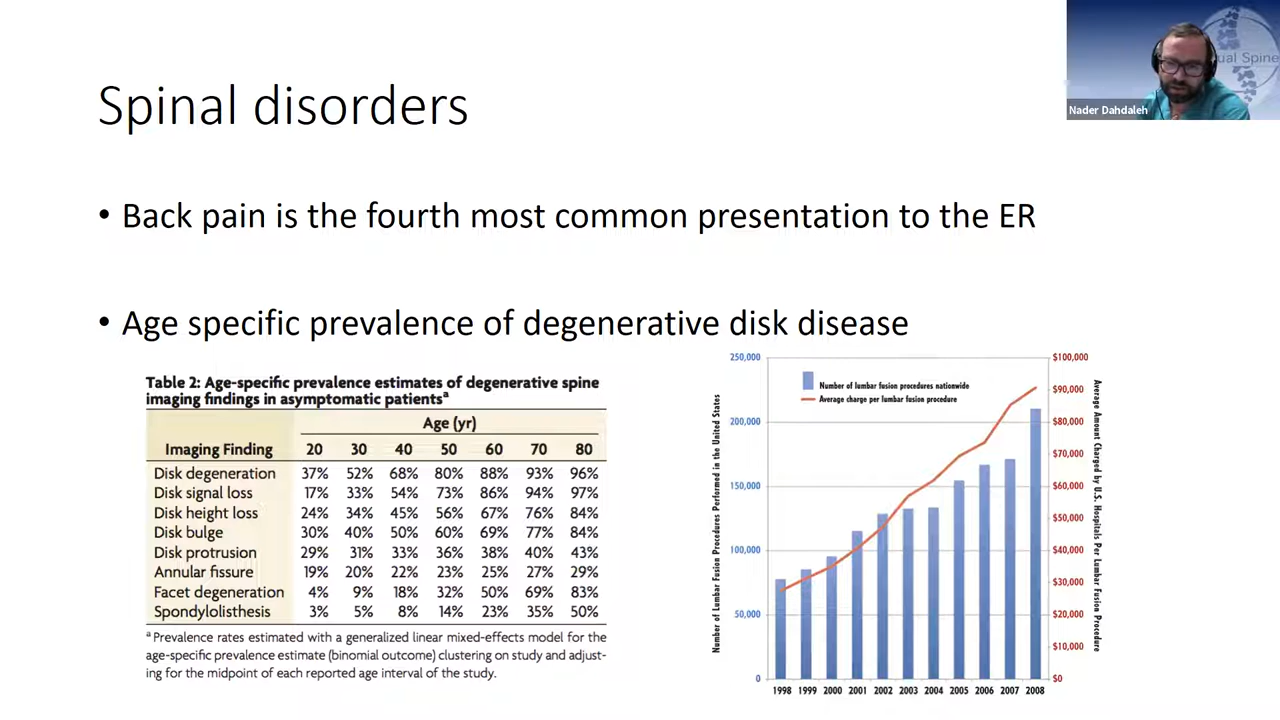 Spinal disorders
ual Spine
Nader Dahdaleh
• Back pain is the fourth most common presentation to the ER
• Age specific prevalence of degenerative disk disease
Table 2: Age-specific prevalence estimates of degenerative spine
imaging findings in asymptomatic patientsª
Age (yr)
Imaging Finding 20 30 40 50 60 70 80
Disk degeneration 37% 52% 68% 80% 88% 93% 96%
Disk signal loss 17% 33% 54% 73% 86% 94% 97%
Disk height loss 24% 34% 45% 56% 67% 76% 84%
Disk bulge 30% 40% 50% 60% 69% 77% 84%
Disk protrusion 29% 31% 33% 36% 38% 40% 43%
Annular fissure 19% 20% 22% 23% 25% 27% 29%
Facet degeneration 4% 9% 18% 32% 50% 69% 83%
Spondylolisthesis 3% 5% 8% 14% 23% 35% 50%
ª Prevalence rates estimated with a generalized linear mixed-effects model for the
age-specific prevalence estimate (binomial outcome) clustering on study and adjust-
ing for the midpoint of each reported age interval of the study.
Number of Lumbar Fusion Procedures Performed in the United States
250,000
200,000
150,000
100,000
50,000
0
Number of lumbar fusion procedures nationwide
Average charge per lumbar fusion procedure
$100,000
$90,000
$80,000
$70,000
$60,000
$50,000
$40,000
$30,000
$20,000
$10,000
$0
Average Amount Charged by U.S. Hospitals Per Lumbar Fusion Procedure
1998 1999 2000 2001 2002 2003 2004 2005 2006 2007 2008